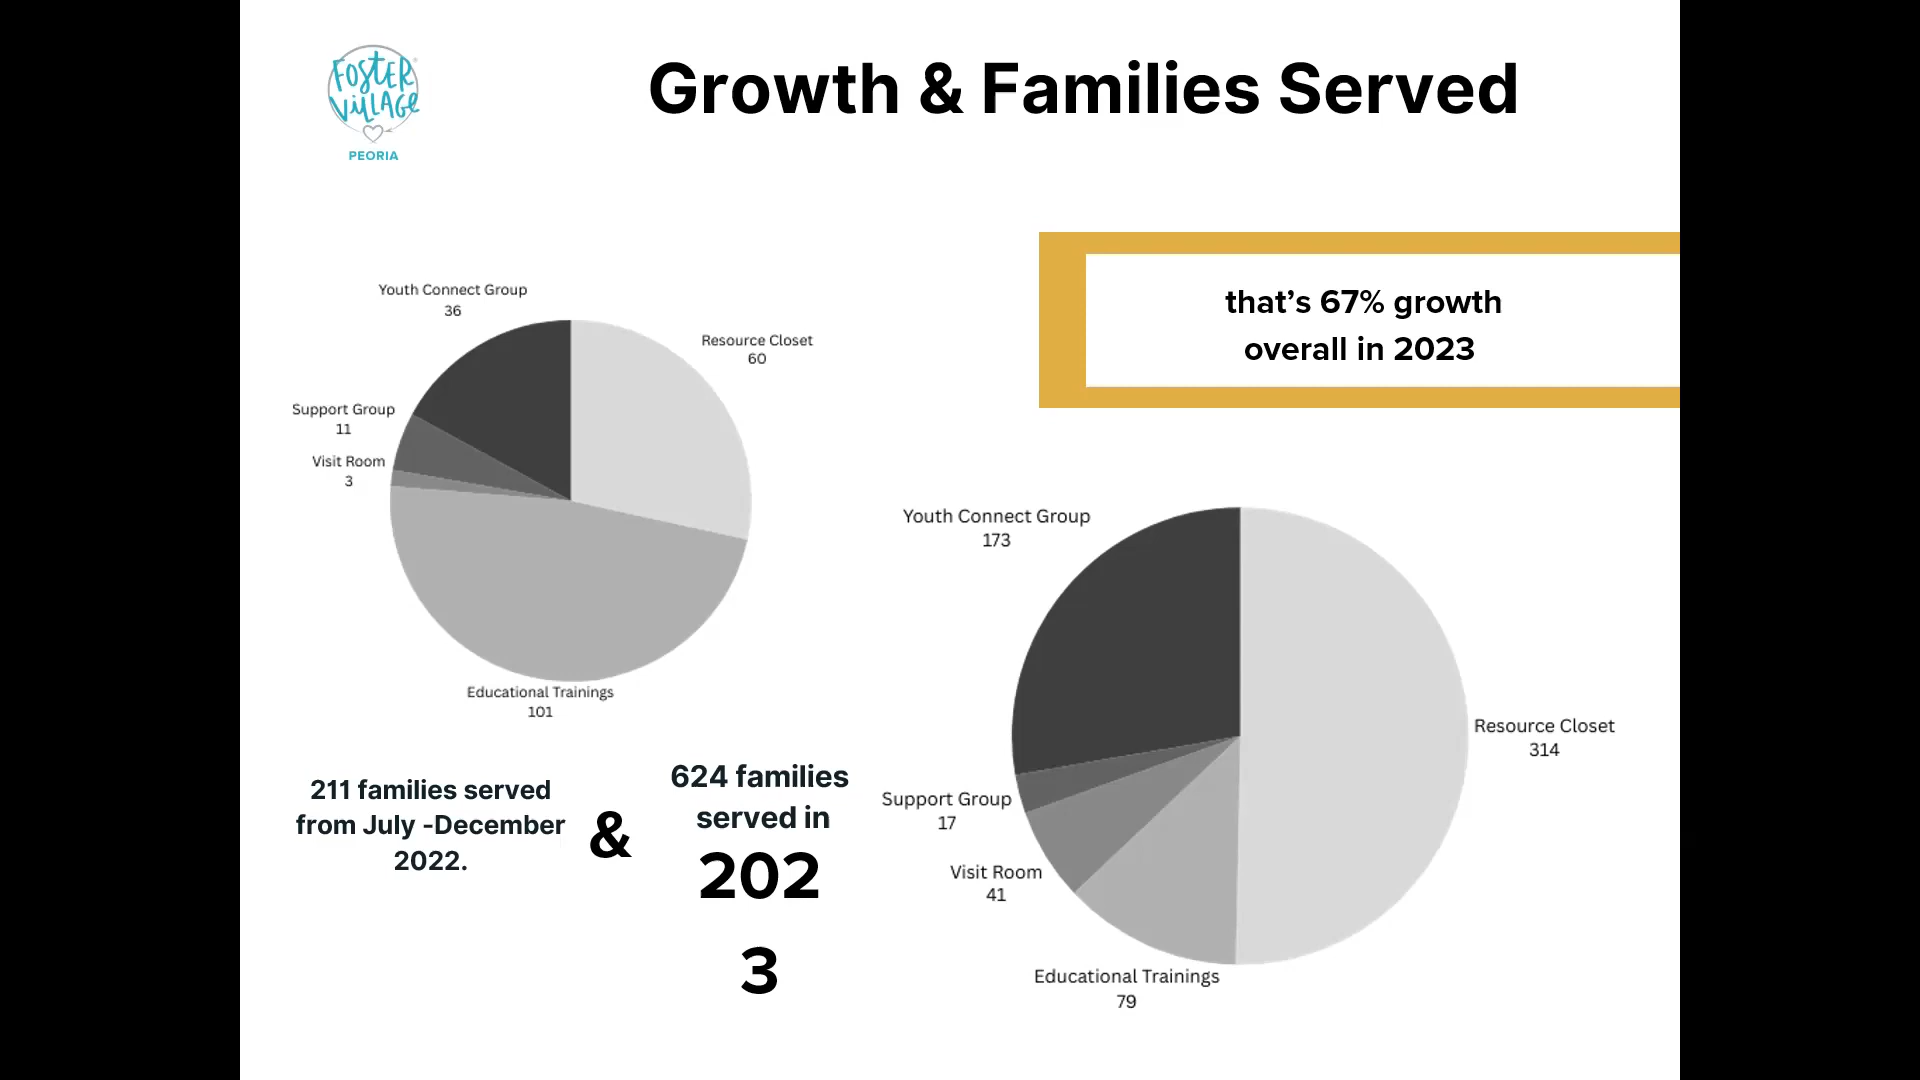 FOSTER
VILLAGE
PEORIA
Growth & Families Served
that’s 67% growth
overall in 2023
Youth Connect Group
36
Resource Closet
60
Support Group
11
Visit Room
3
Educational Trainings
101
211 families served
from July -December
2022.
&
624 families
served in
202
3
Youth Connect Group
173
Resource Closet
314
Support Group
17
Visit Room
41
Educational Trainings
79